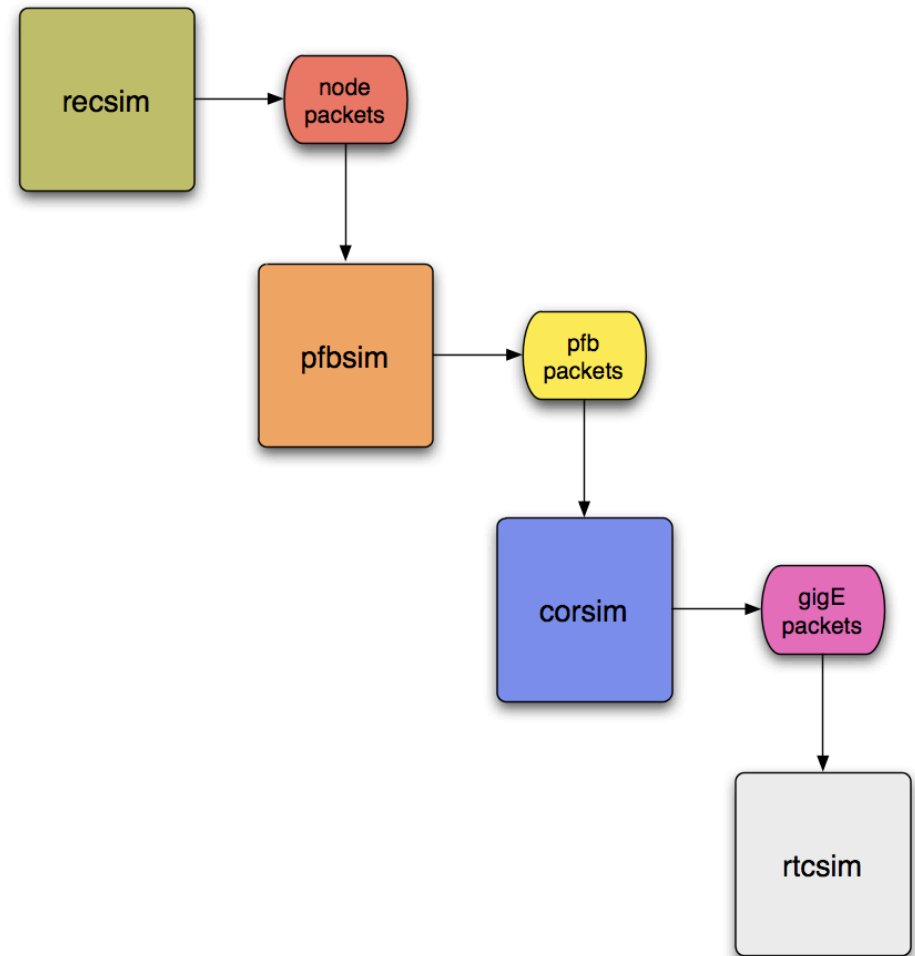 recsim
node
packets
pfbsim
pfb
packets
corsim
gigE
packets
rtcsim